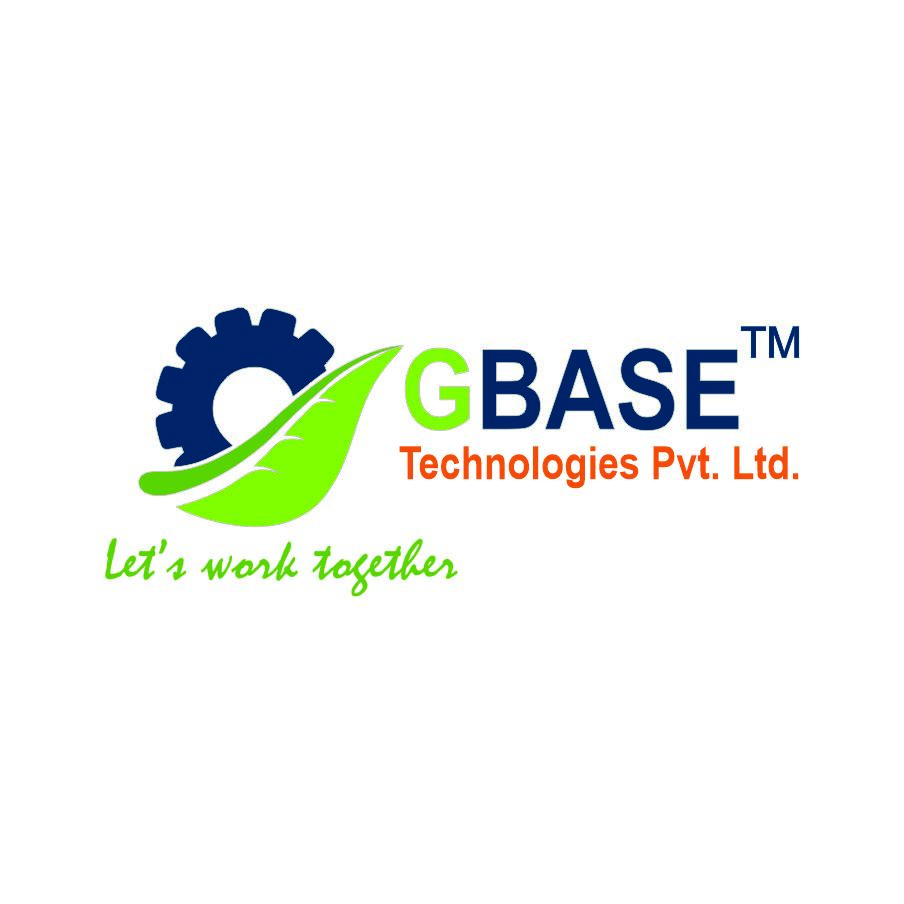 GBASE™
Technologies Pvt. Ltd.
Let's work together